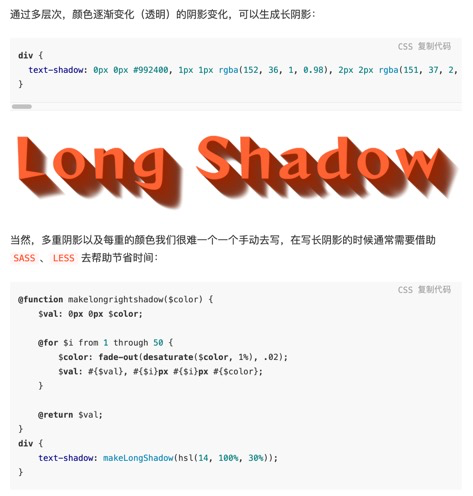 通过多层次，颜色逐渐变化（透明）的阴影变化，可以生成长阴影：
CSS 复制代码
div {
  text-shadow: 0px 0px #992400, 1px 1px rgba(152, 36, 1, 0.98), 2px 2px rgba(151, 37, 2,
}
Long Shadow
当然，多重阴影以及每重的颜色我们很难一个一个手动去写，在写长阴影的时候通常需要借助
SASS 、 LESS 去帮助节省时间：
CSS 复制代码
@function makelongrightshadow($color) {
    $val: 0px 0px $color;
    @for $i from 1 through 50 {
        $color: fade-out(desaturate($color, 1%), .02);
        $val: #{$val}, #{$i}px #{$i}px #{$color};
    }
    @return $val;
}
div {
    text-shadow: makeLongShadow(hsl(14, 100%, 30%));
}